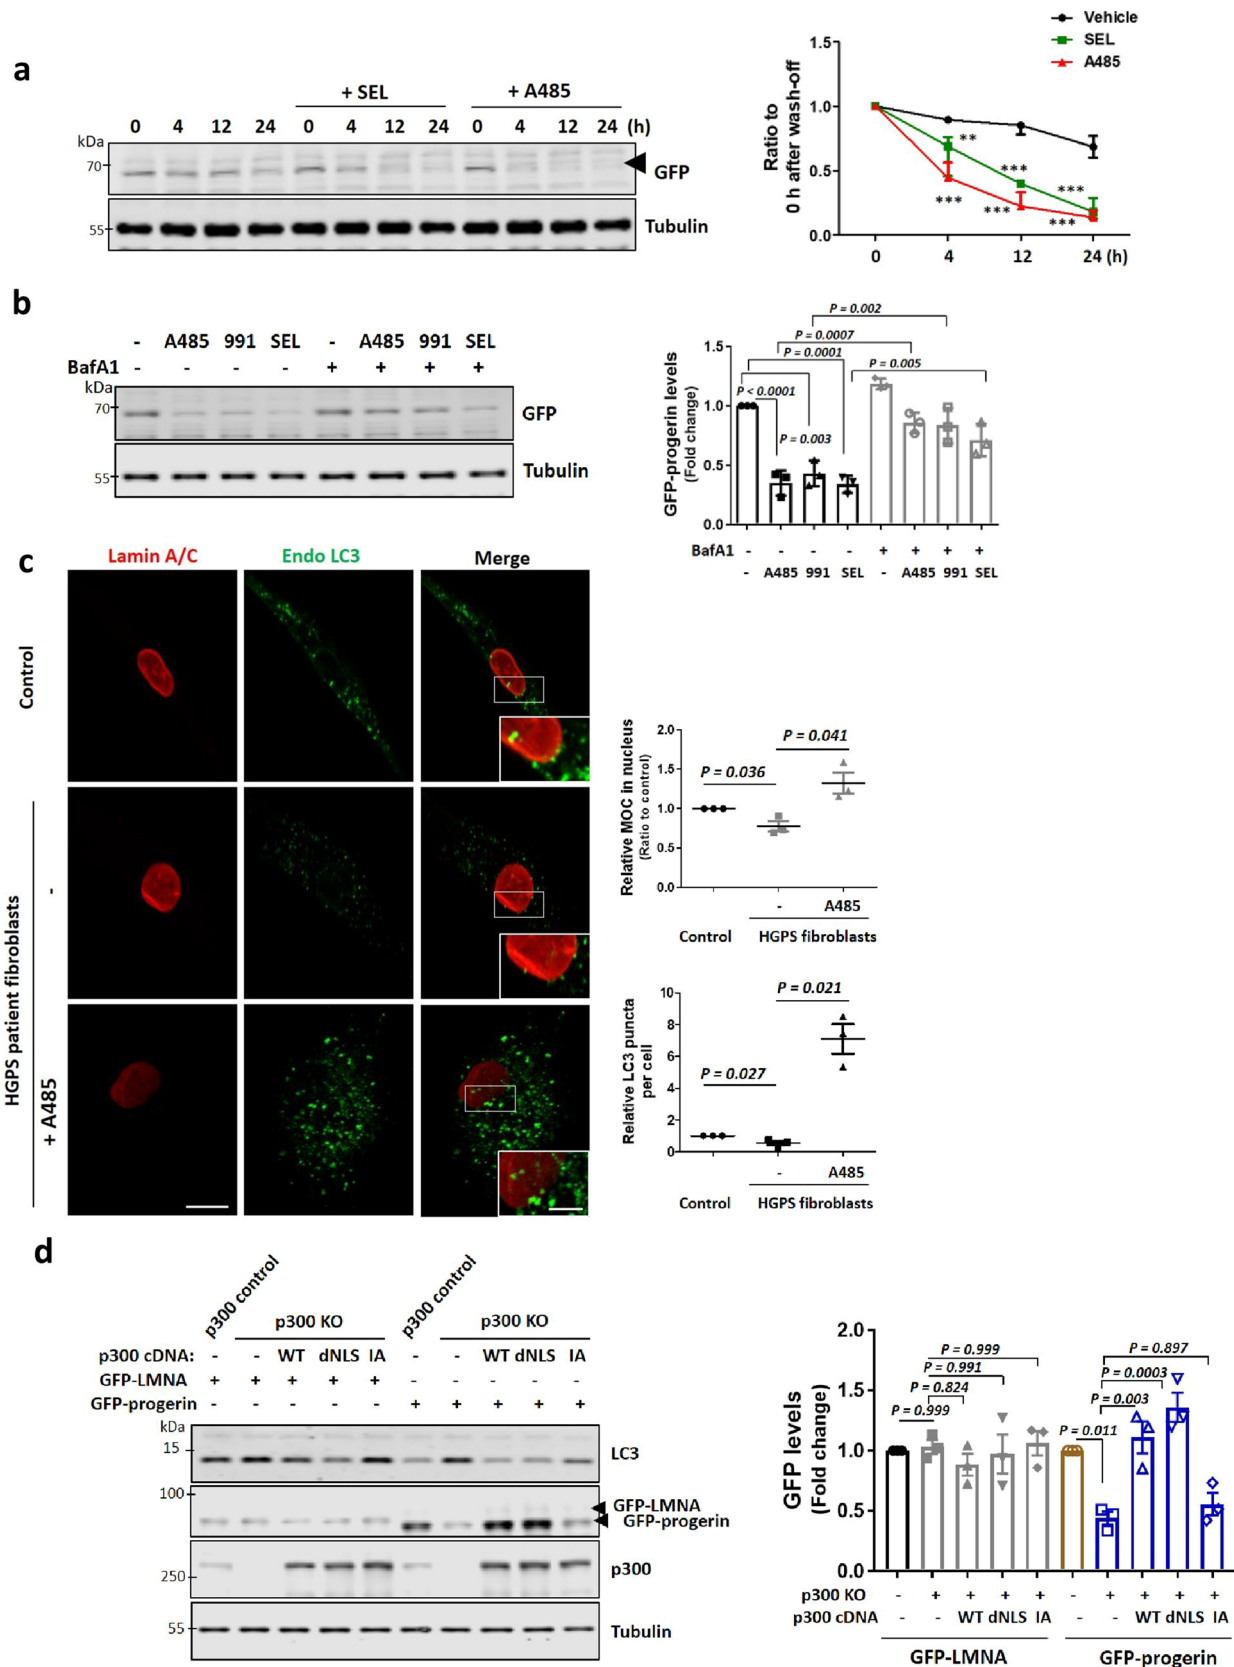 a
+ SEL
+ A485
0 4 12 24 0 4 12 24 0 4 12 24 (h)
kDa
70
GFP
55
Tubulin
Vehicle
SEL
A485
Ratio to
0 h after wash-off
1.5
1.0
0.5
0.0
**
***
***
***
***
***
0 4 12 24 (h)
b
- A485 991 SEL - A485 991 SEL
BafA1 - - - - + + + +
kDa
70
GFP
55
Tubulin
GFP-progerin levels
(Fold change)
1.5
1.0
0.5
0.0
P = 0.002
P = 0.0007
P = 0.0001
P = 0.005
P < 0.0001
P = 0.003
BafA1 - - - - + + + +
- A485 991 SEL - A485 991 SEL
c
Lamin A/C Endo LC3 Merge
Control
HGPS patient fibroblasts
-
+ A485
Relative MOC in nucleus
(Ratio to control)
2.0
1.5
1.0
0.5
0.0
P = 0.041
P = 0.036
- A485
Control HGPS fibroblasts
Relative LC3 puncta
per cell
10
8
6
4
2
0
P = 0.021
P = 0.027
- A485
Control HGPS fibroblasts
d
p300 control p300 control
p300 KO p300 KO
p300 cDNA: - - WT dNLS IA - - WT dNLS IA
GFP-LMNA + + + + + - - - - -
GFP-progerin - - - - - + + + + +
kDa
15
LC3
100
GFP-LMNA
GFP-progerin
p300
250
55
Tubulin
GFP levels
(Fold change)
2.0
1.5
1.0
0.5
0.0
P = 0.999
P = 0.991
P = 0.824
P = 0.999
P = 0.897
P = 0.0003
P = 0.003
P = 0.011
p300 KO - + + + + - + + + +
p300 cDNA - - WT dNLS IA - - WT dNLS IA
GFP-LMNA GFP-progerin